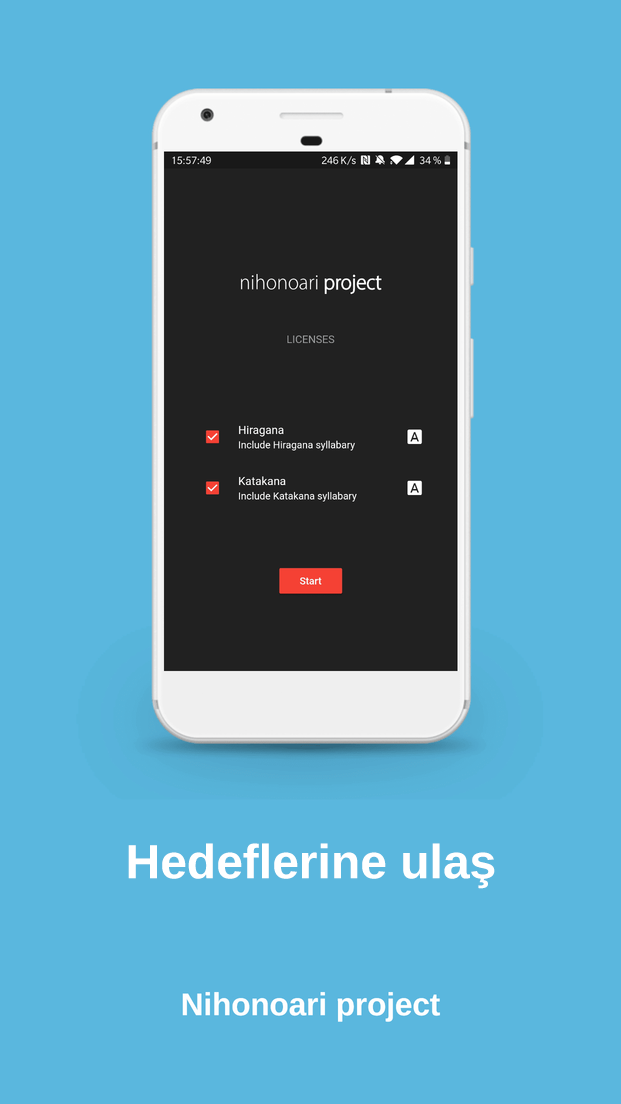 15:57:49 246 K/s 34 %
nihonoari project
LICENSES
Hiragana
Include Hiragana syllabary
A
Katakana
Include Katakana syllabary
A
Start
Hedeflerine ulaş
Nihonoari project